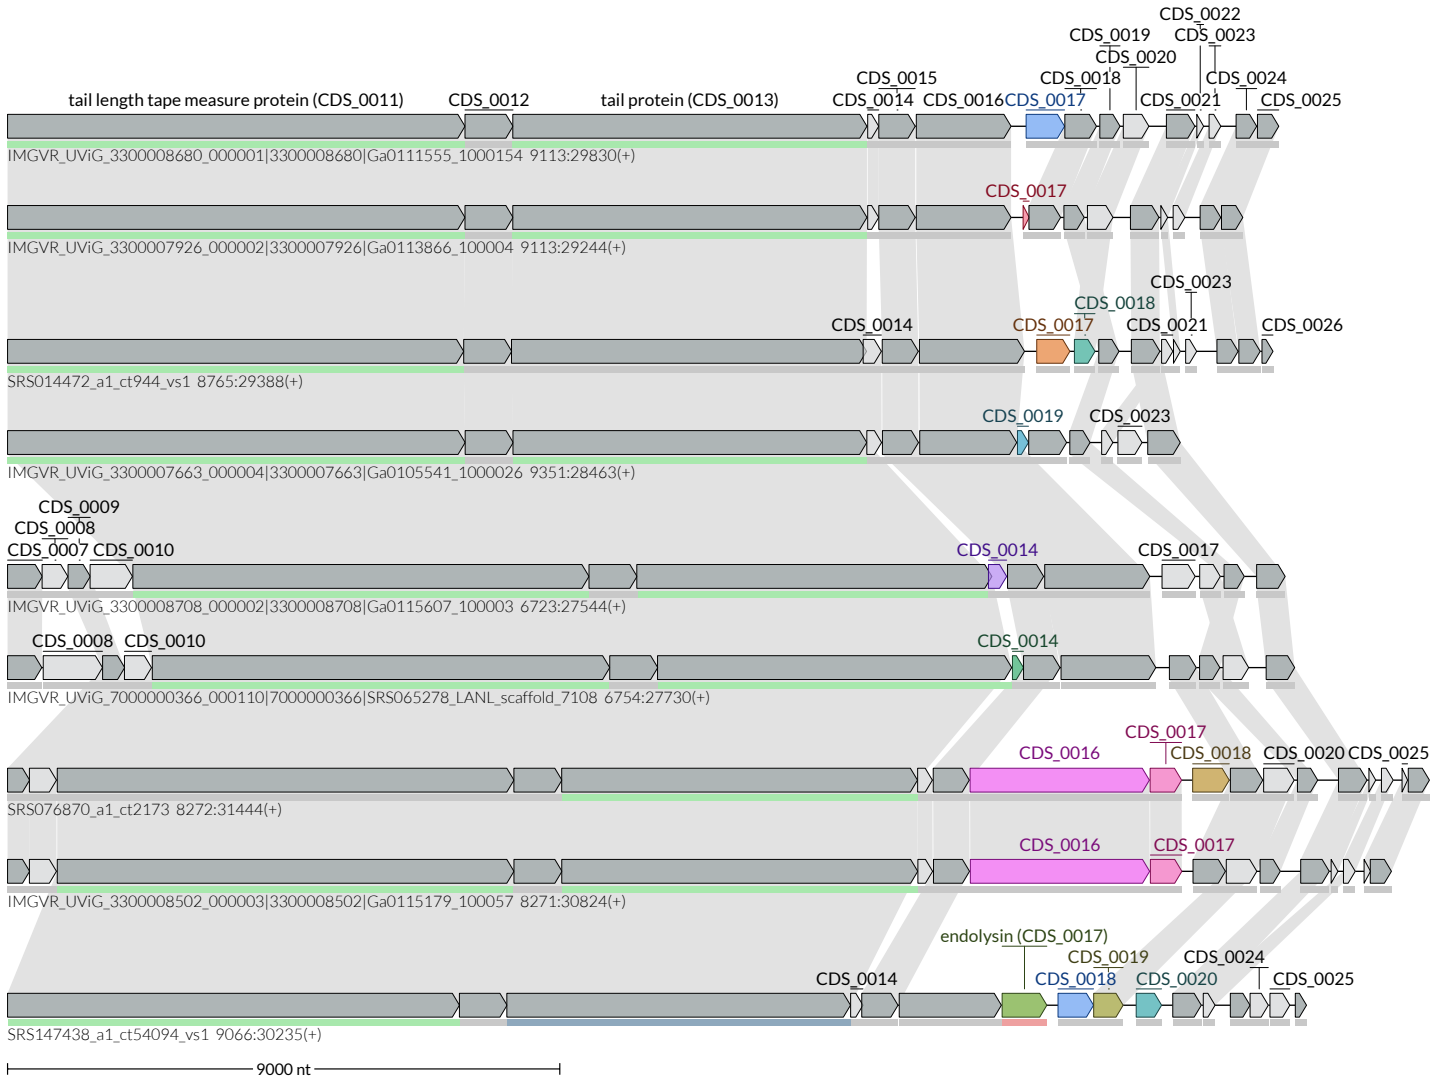 CDS_0022
CDS_0019 CDS_0023
CDS_0020
CDS_0015 CDS_0018 CDS_0024
tail length tape measure protein (CDS_0011) CDS_0012 tail protein (CDS_0013) CDS_0014 CDS_0016 CDS_0017 CDS_0021 CDS_0025
IMGVR_UViG_3300008680_000001|3300008680|Ga0111555_1000154 9113:29830(+)
CDS_0017
IMGVR_UViG_3300007926_000002|3300007926|Ga0113866_100004 9113:29244(+)
CDS_0023
CDS_0018
CDS_0014 CDS_0017 CDS_0021 CDS_0026
SRS014472_a1_ct944_vs1 8765:29388(+)
CDS_0019 CDS_0023
IMGVR_UViG_3300007663_000004|3300007663|Ga0105541_1000026 9351:28463(+)
CDS_0009
CDS_0008
CDS_0007 CDS_0010 CDS_0014 CDS_0017
IMGVR_UViG_3300008708_000002|3300008708|Ga0115607_100003 6723:27544(+)
CDS_0008 CDS_0010 CDS_0014
IMGVR_UViG_7000000366_000110|7000000366|SRS065278_LANL_scaffold_7108 6754:27730(+)
CDS_0017
CDS_0016 CDS_0018 CDS_0020 CDS_0025
SRS076870_a1_ct2173 8272:31444(+)
CDS_0016 CDS_0017
IMGVR_UViG_3300008502_000003|3300008502|Ga0115179_100057 8271:30824(+)
endolysin (CDS_0017)
CDS_0019 CDS_0024
CDS_0014 CDS_0018 CDS_0020 CDS_0025
SRS147438_a1_ct54094_vs1 9066:30235(+)
9000 nt